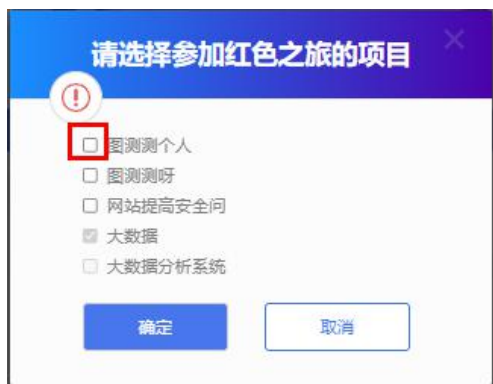 请选择参加红色之旅的项目
图测测个人
图测测呀
网站提高安全问
大数据
大数据分析系统
确定
取消